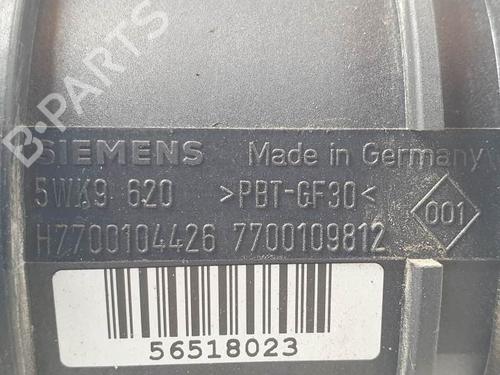 B-PARTS
SIEMENS Made in Germany
5WK9 620 >PBT-GF30< 001
H7700104426 7700109812
56518023